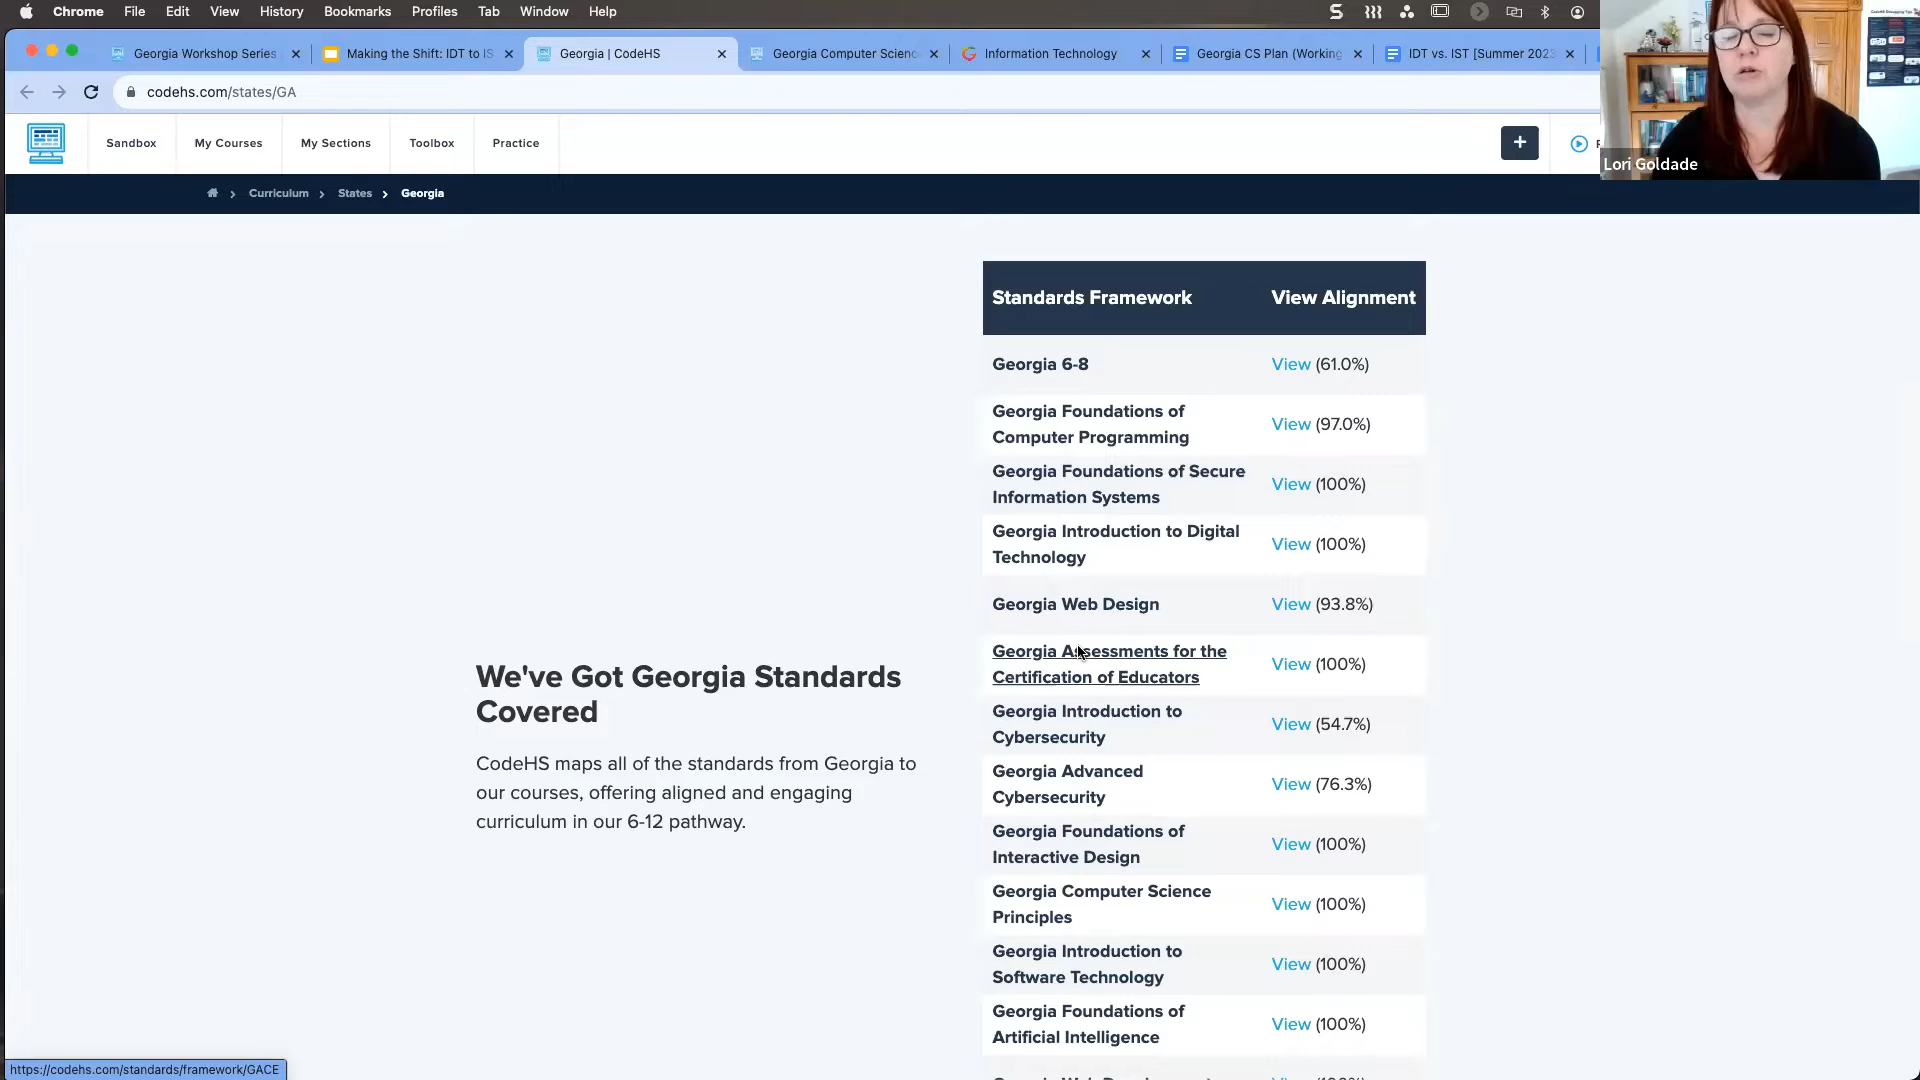 Chrome File Edit View History Bookmarks Profiles Tab Window Help
Georgia Workshop Series
Making the Shift: IDT to IS
Georgia | CodeHS
Georgia Computer Scienc
Information Technology
Georgia CS Plan (Working
IDT vs. IST [Summer 2023
codehs.com/states/GA
Sandbox
My Courses
My Sections
Toolbox
Practice
+
Lori Goldade
Curriculum > States > Georgia
Standards Framework View Alignment
Georgia 6-8 View (61.0%)
Georgia Foundations of
Computer Programming
View (97.0%)
Georgia Foundations of Secure
Information Systems
View (100%)
Georgia Introduction to Digital
Technology
View (100%)
Georgia Web Design View (93.8%)
Georgia Assessments for the
Certification of Educators
View (100%)
Georgia Introduction to
Cybersecurity
View (54.7%)
Georgia Advanced
Cybersecurity
View (76.3%)
Georgia Foundations of
Interactive Design
View (100%)
Georgia Computer Science
Principles
View (100%)
Georgia Introduction to
Software Technology
View (100%)
Georgia Foundations of
Artificial Intelligence
View (100%)
We've Got Georgia Standards
Covered
CodeHS maps all of the standards from Georgia to
our courses, offering aligned and engaging
curriculum in our 6-12 pathway.
https://codehs.com/standards/framework/GACE